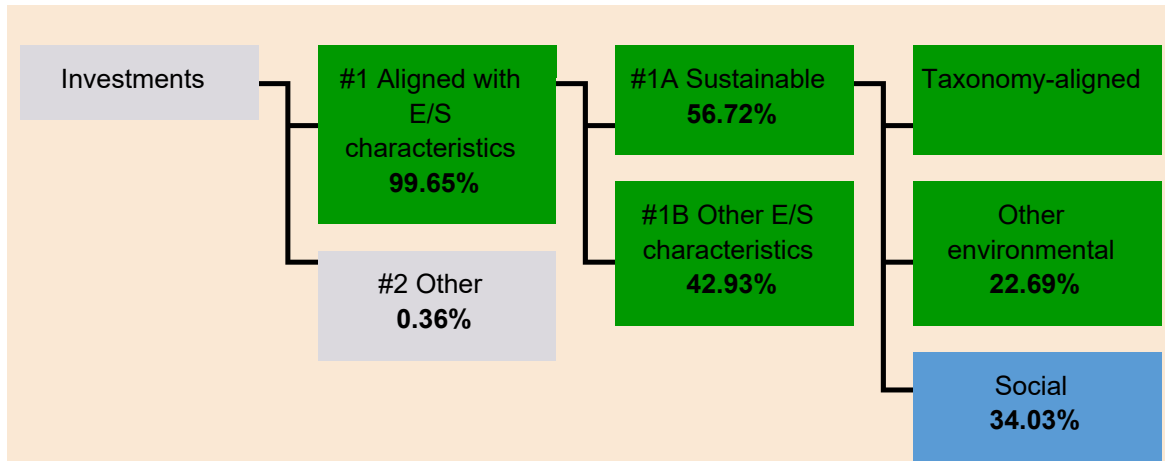 Investments
#1 Aligned with
E/S
characteristics
99.65%
#2 Other
0.36%
#1A Sustainable
56.72%
#1B Other E/S
characteristics
42.93%
Taxonomy-aligned
Other
environmental
22.69%
Social
34.03%